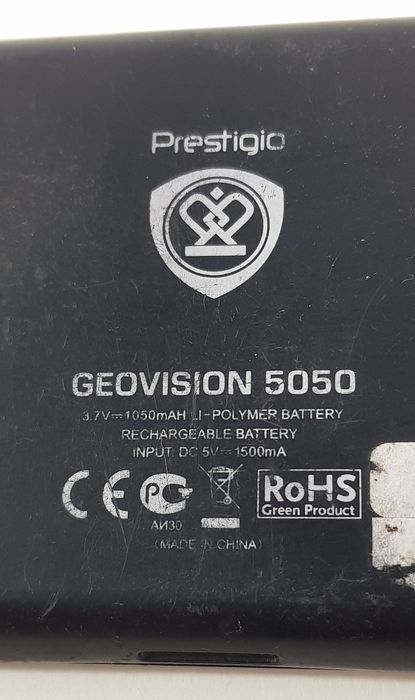 Prestigio
GEOVISION 5050
3.7V⎓1050mAH LI-POLYMER BATTERY
RECHARGEABLE BATTERY
INPUT: DC 5V⎓1500mA
CE PG RoHS
Green Product
АИ30
(MADE IN CHINA)